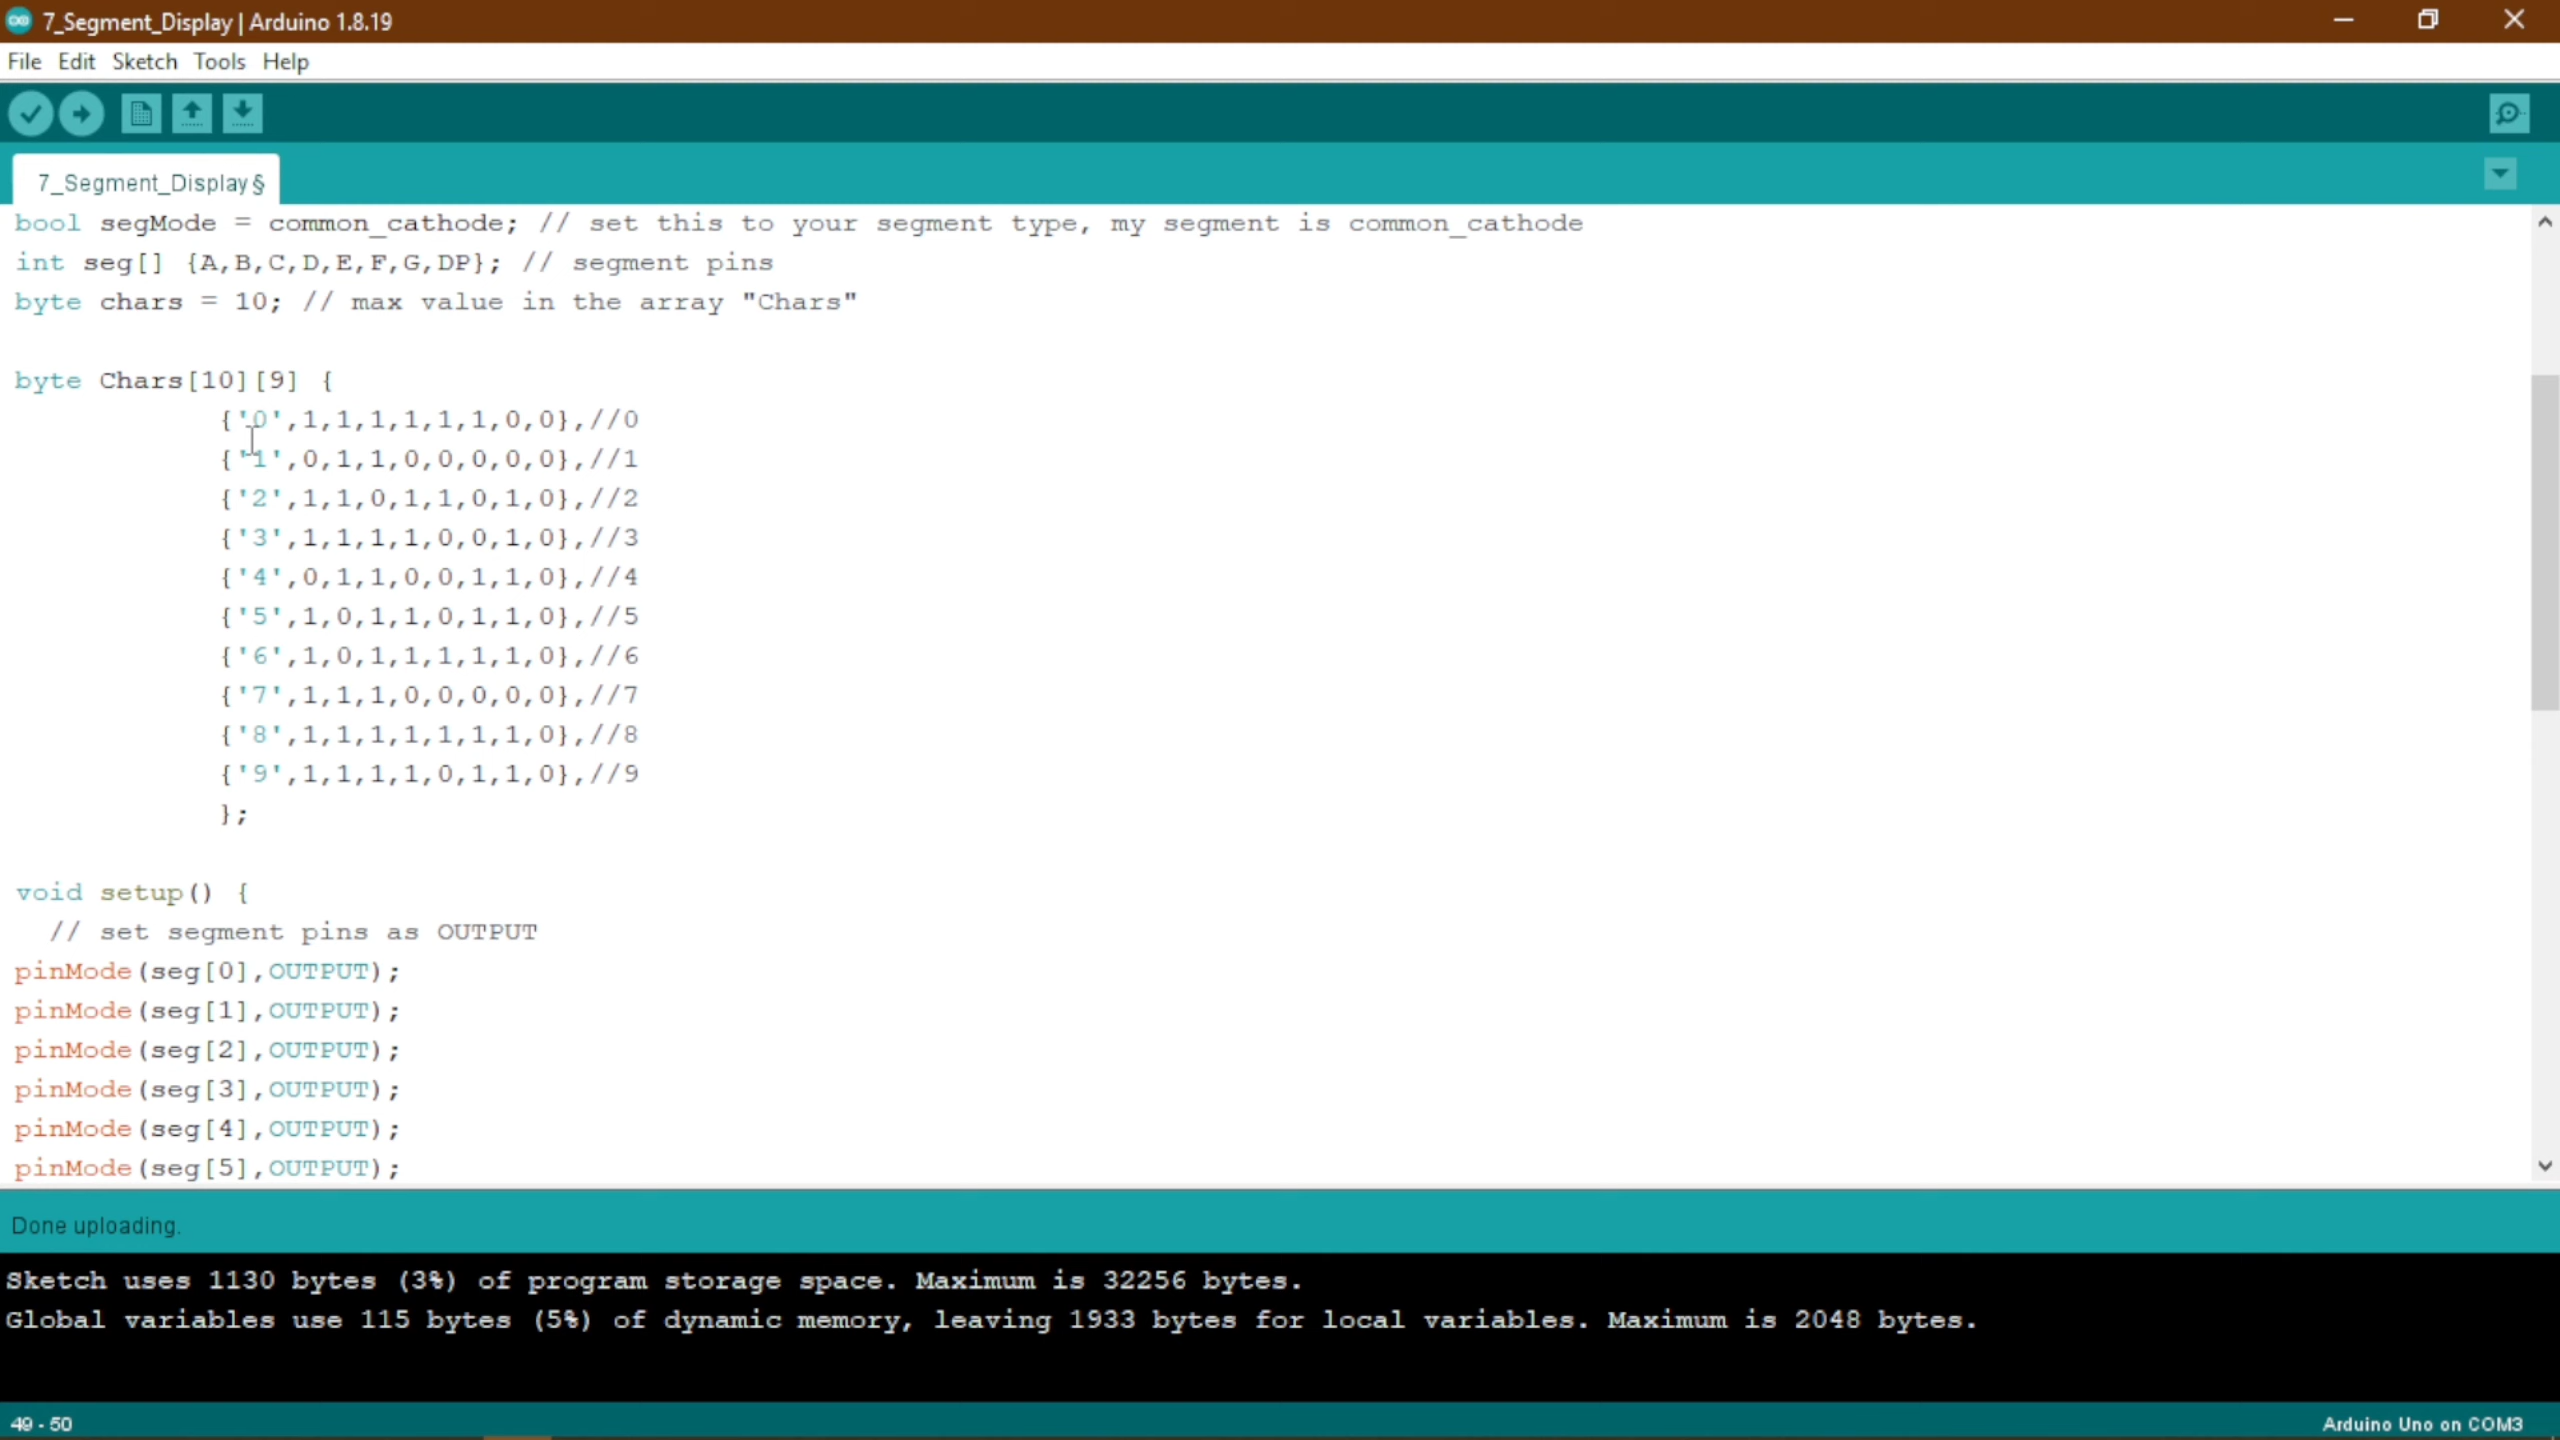 7_Segment_Display | Arduino 1.8.19
File Edit Sketch Tools Help
7_Segment_Display§
bool segMode = common_cathode; // set this to your segment type, my segment is common_cathode
int seg[] {A,B,C,D,E,F,G,DP}; // segment pins
byte chars = 10; // max value in the array "Chars"
byte Chars[10][9] {
{'0',1,1,1,1,1,1,0,0},//0
{'1',0,1,1,0,0,0,0,0},//1
{'2',1,1,0,1,1,0,1,0},//2
{'3',1,1,1,1,0,0,1,0},//3
{'4',0,1,1,0,0,1,1,0},//4
{'5',1,0,1,1,0,1,1,0},//5
{'6',1,0,1,1,1,1,1,0},//6
{'7',1,1,1,0,0,0,0,0},//7
{'8',1,1,1,1,1,1,1,0},//8
{'9',1,1,1,1,0,1,1,0},//9
};
void setup() {
// set segment pins as OUTPUT
pinMode(seg[0],OUTPUT);
pinMode(seg[1],OUTPUT);
pinMode(seg[2],OUTPUT);
pinMode(seg[3],OUTPUT);
pinMode(seg[4],OUTPUT);
pinMode(seg[5],OUTPUT);
Done uploading.
Sketch uses 1130 bytes (3%) of program storage space. Maximum is 32256 bytes.
Global variables use 115 bytes (5%) of dynamic memory, leaving 1933 bytes for local variables. Maximum is 2048 bytes.
49 - 50
Arduino Uno on COM3